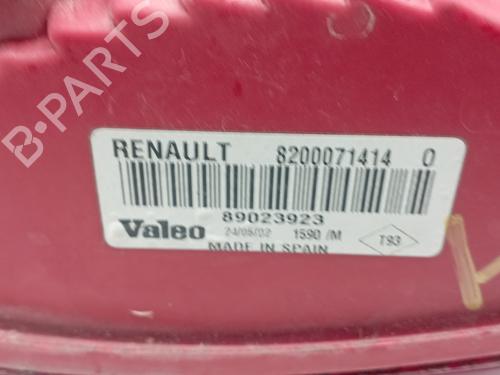 RENAULT 8200071414 0
89023923
Valeo 24/05/02 1590 /M T93
MADE IN SPAIN
B-PARTS